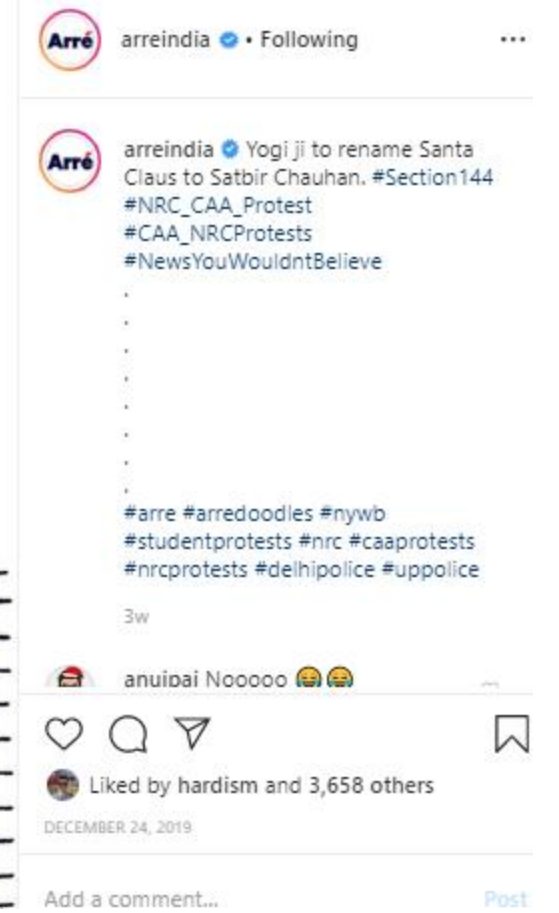 Arré
arreindia • Following
Arré
arreindia Yogi ji to rename Santa
Claus to Satbir Chauhan. #Section144
#NRC_CAA_Protest
#CAA_NRCProtests
#NewsYouWouldntBelieve
.
.
.
.
.
.
.
.
#arre #arredoodles #nywb
#studentprotests #nrc #caaprotests
#nrcprotests #delhipolice #uppolice
3w
anujpai Nooooo 😂😂
Liked by hardism and 3,658 others
DECEMBER 24, 2019
Add a comment... Post